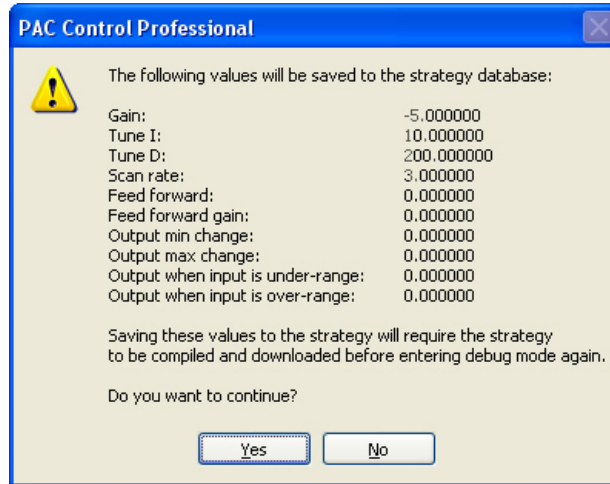 PAC Control Professional
The following values will be saved to the strategy database:
Gain: -5.000000
Tune I: 10.000000
Tune D: 200.000000
Scan rate: 3.000000
Feed forward: 0.000000
Feed forward gain: 0.000000
Output min change: 0.000000
Output max change: 0.000000
Output when input is under-range: 0.000000
Output when input is over-range: 0.000000
Saving these values to the strategy will require the strategy
to be compiled and downloaded before entering debug mode again.
Do you want to continue?
Yes No